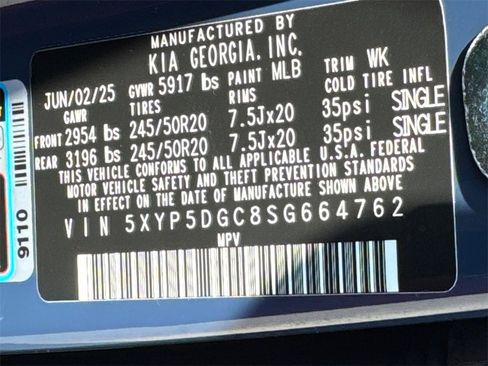 MANUFACTURED BY
KIA GEORGIA, INC.
JUN/02/25 GVWR 5917 lbs PAINT MLB TRIM WK
GAWR TIRES RIMS COLD TIRE INFL
FRONT 2954 lbs 245/50R20 7.5Jx20 35psi SINGLE
REAR 3196 lbs 245/50R20 7.5Jx20 35psi SINGLE
THIS VEHICLE CONFORMS TO ALL APPLICABLE U.S.A. FEDERAL
MOTOR VEHICLE SAFETY AND THEFT PREVENTION STANDARDS
IN EFFECT ON THE DATE OF MANUFACTURE SHOWN ABOVE
VIN 5XYP5DGC8SG664762
MPV
9110